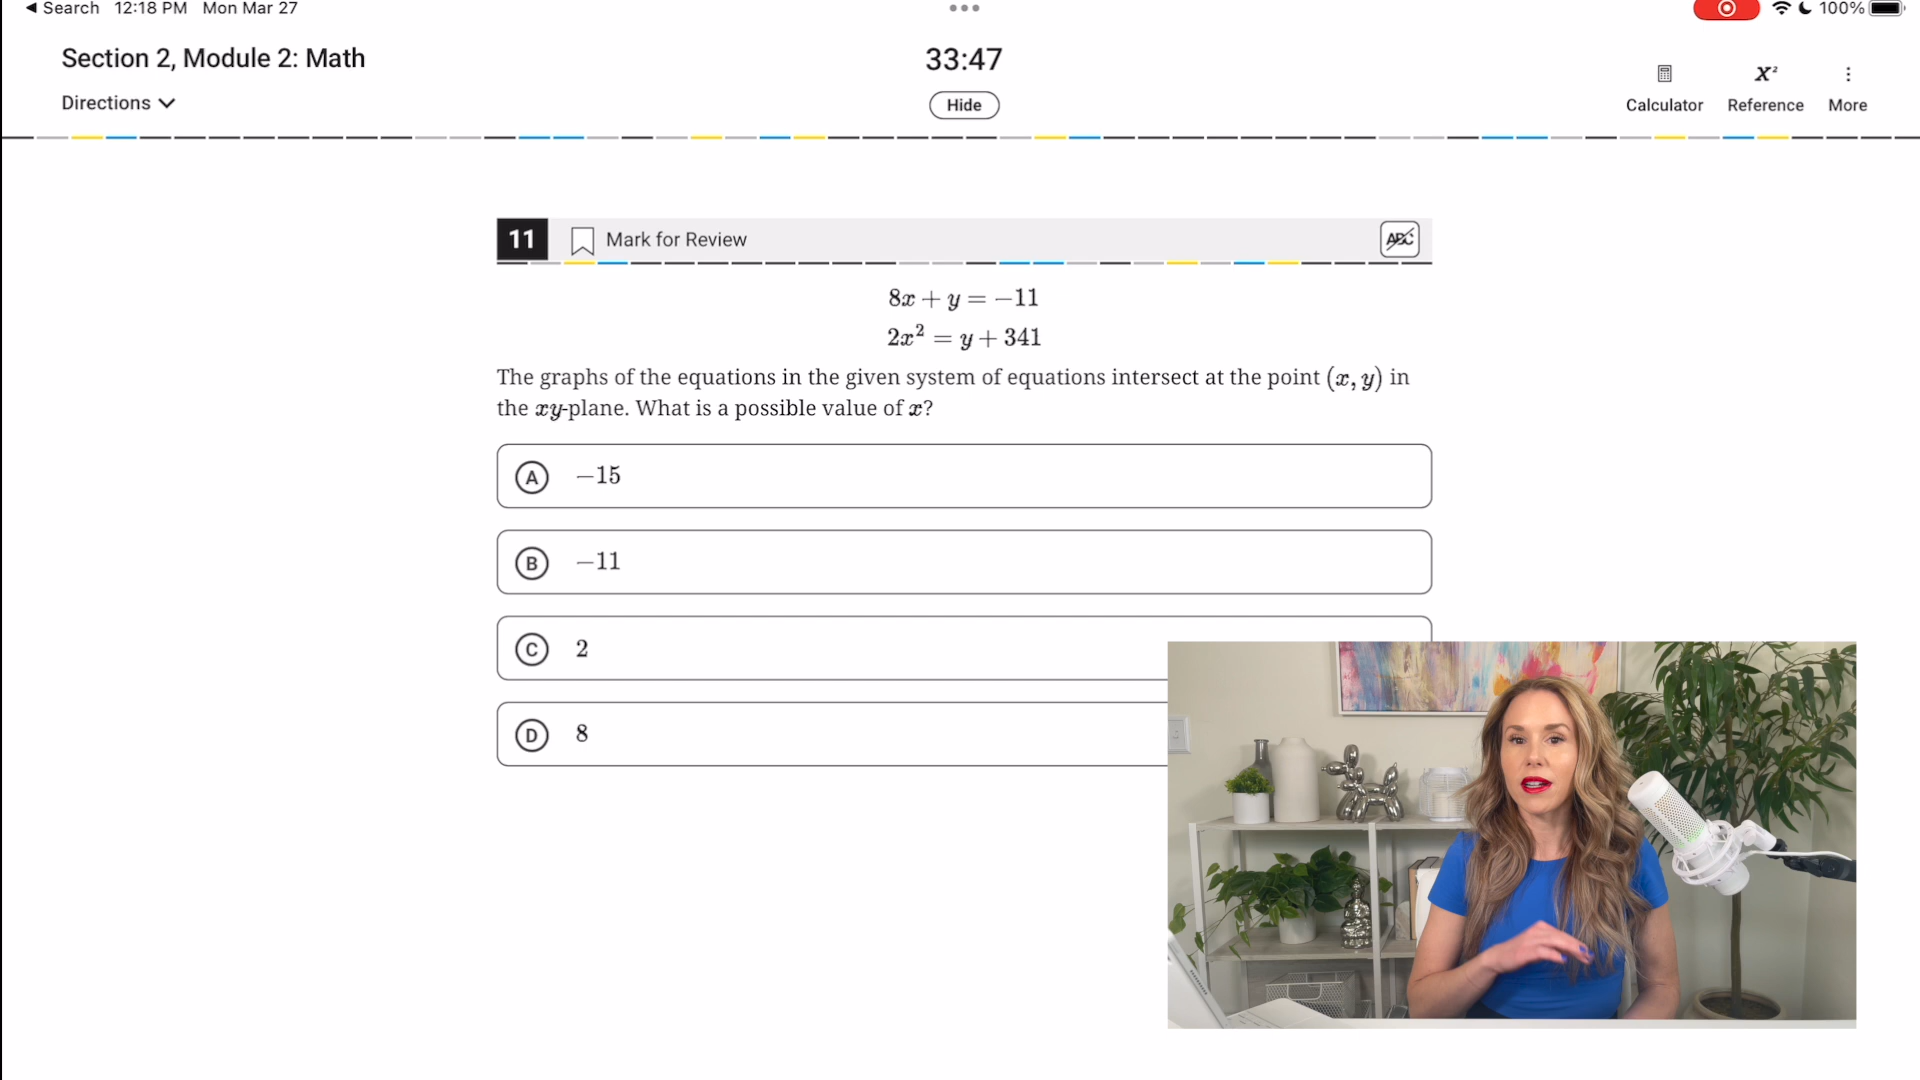 ◀ Search 12:18 PM Mon Mar 27
100%
Section 2, Module 2: Math
33:47
Directions
Hide
Calculator
X²
Reference
More
11
Mark for Review
ABC
8x + y = −11
2x² = y + 341
The graphs of the equations in the given system of equations intersect at the point (x, y) in
the xy-plane. What is a possible value of x?
A −15
B −11
C 2
D 8